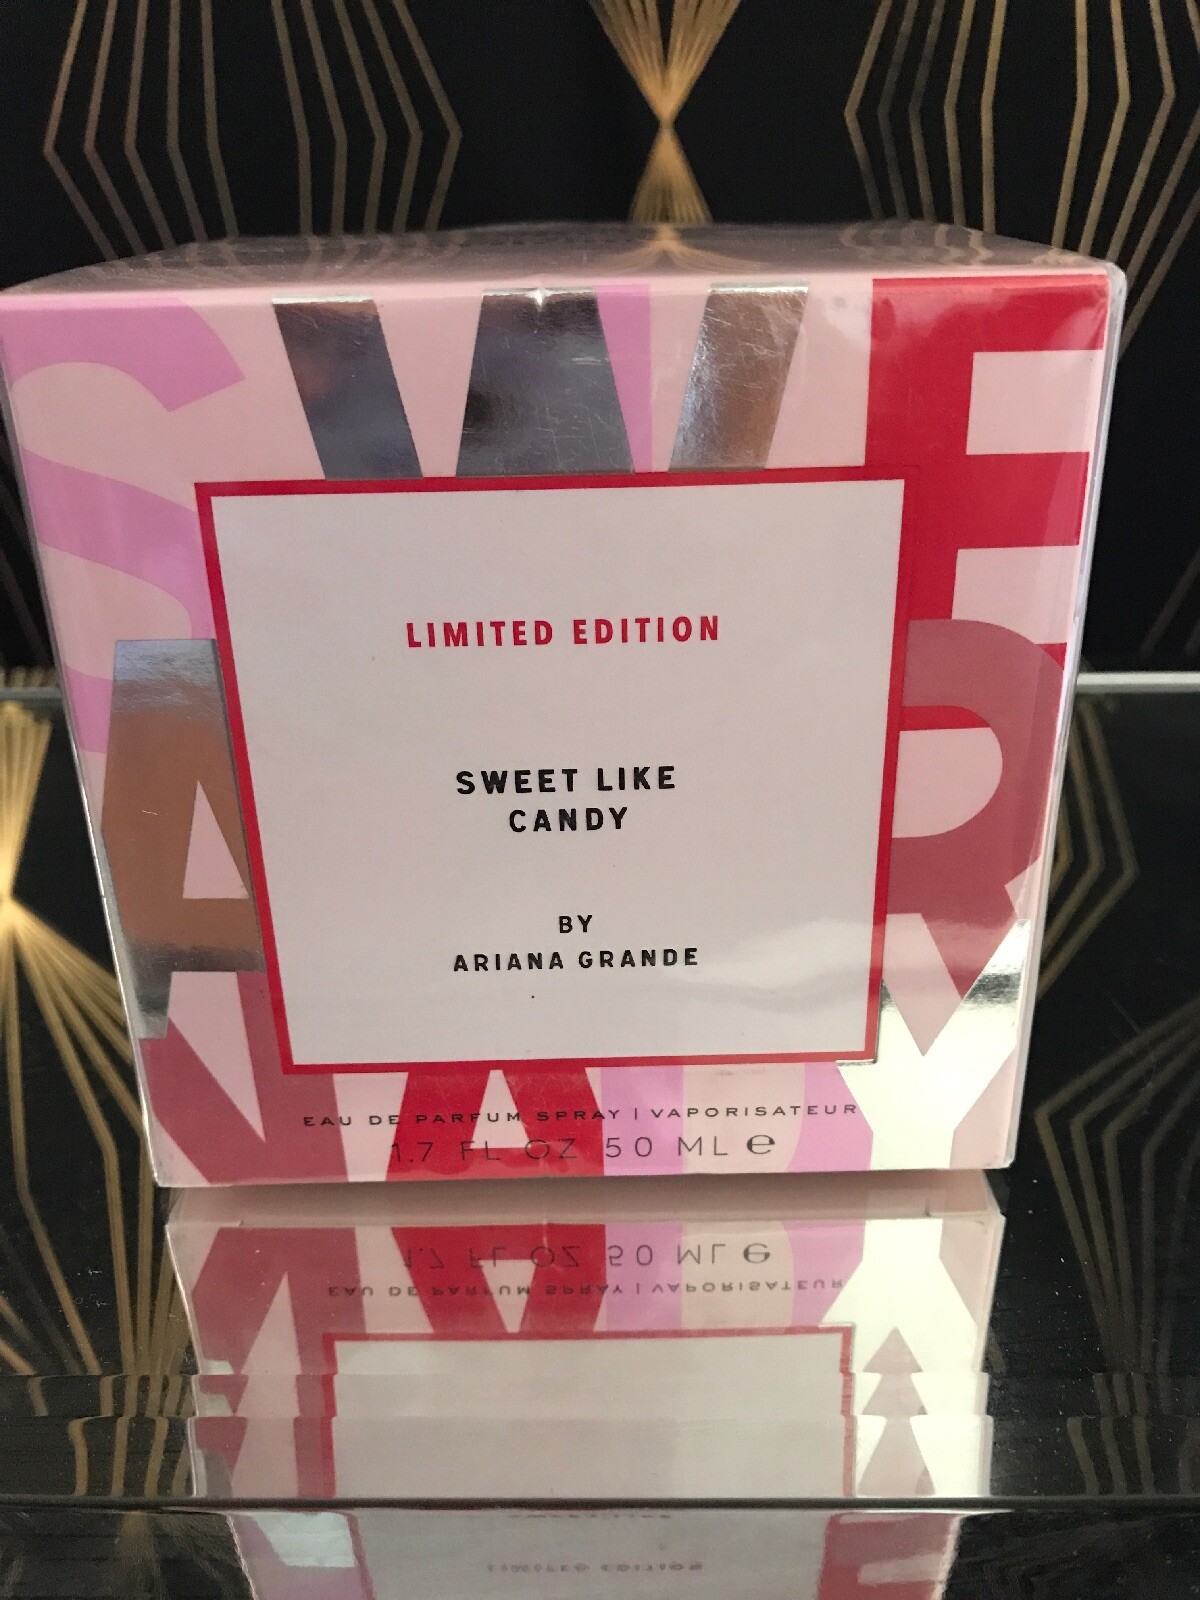 SWE
LIMITED EDITION
SWEET LIKE
CANDY
BY
ARIANA GRANDE
EAU DE PARFUM SPRAY | VAPORISATEUR
1.7 FL OZ 50 ML e